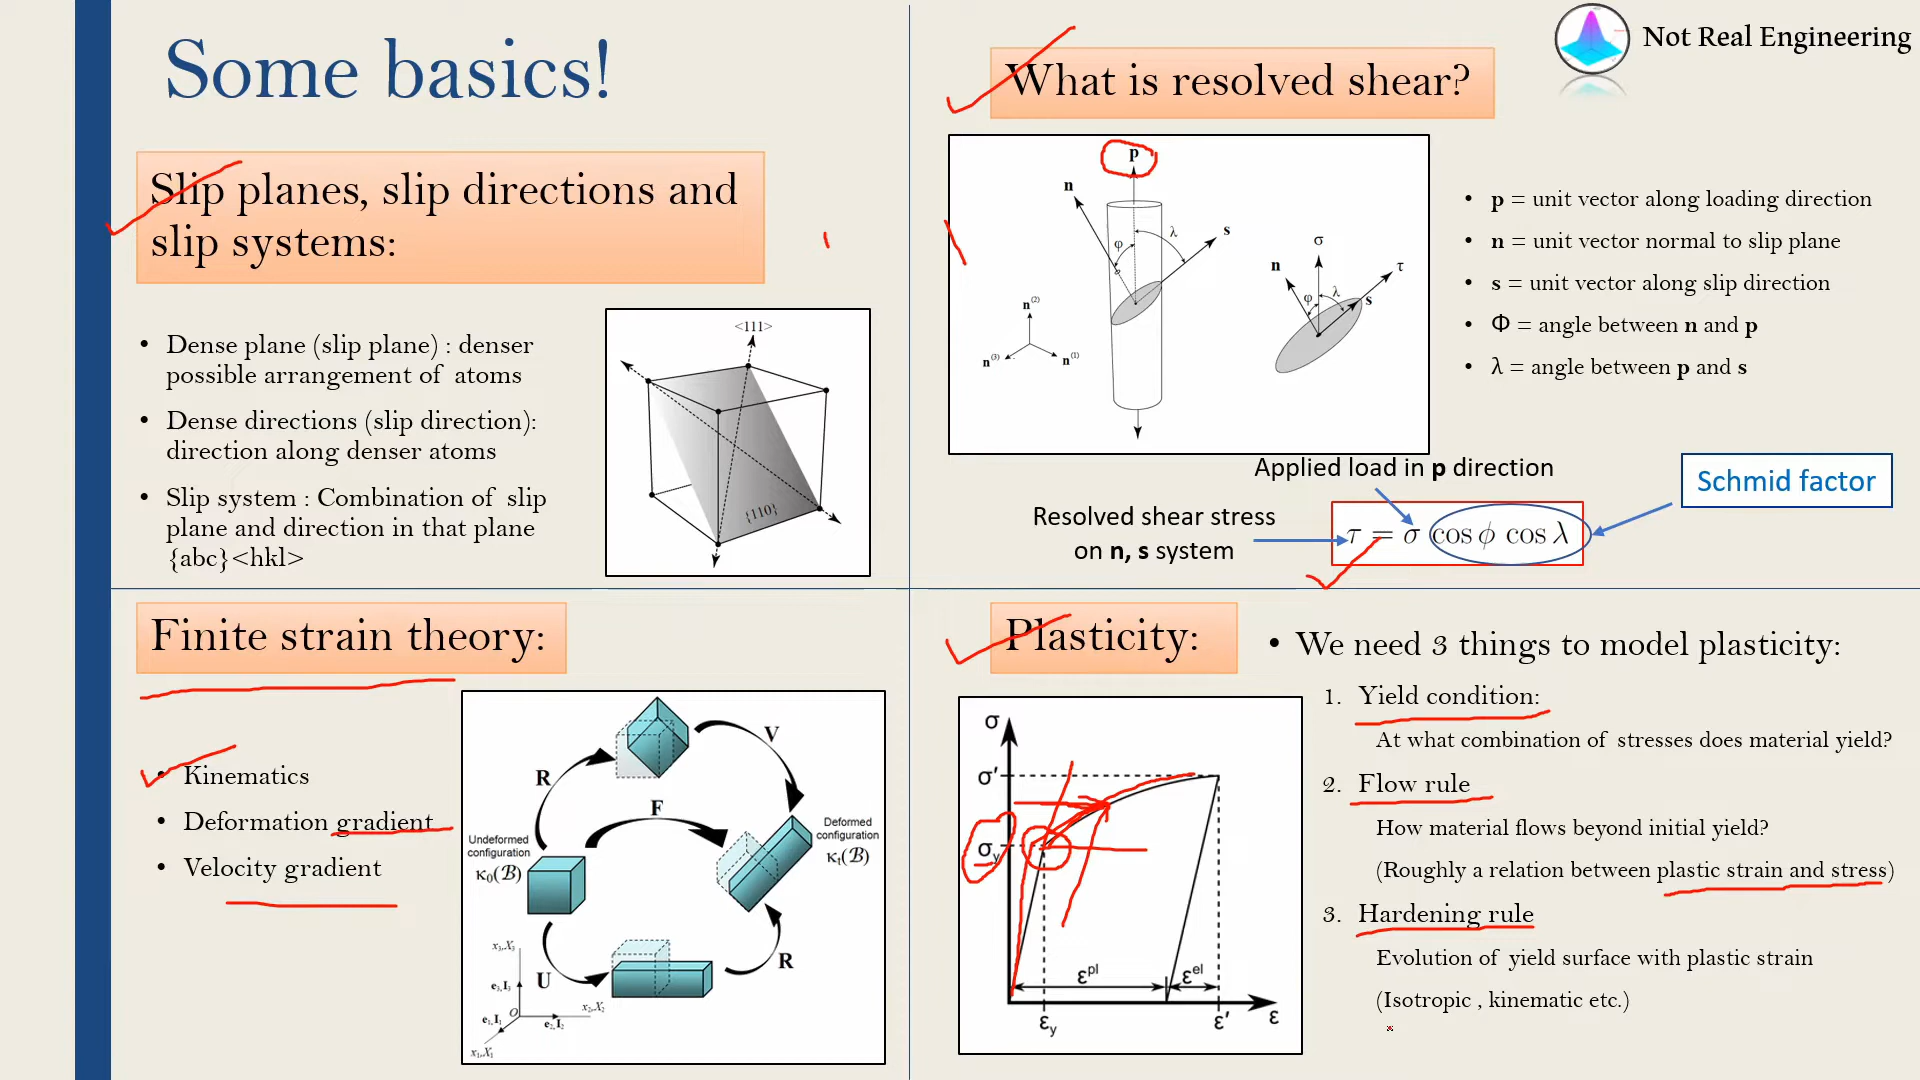 Some basics!
Not Real Engineering
Slip planes, slip directions and
slip systems:
• Dense plane (slip plane) : denser
possible arrangement of atoms
• Dense directions (slip direction):
direction along denser atoms
• Slip system : Combination of slip
plane and direction in that plane
{abc}<hkl>
<111>
{110}
What is resolved shear?
p
n
φ
λ
s
n(2)
n(3)
n(1)
σ
n
τ
φ
λ
s
• p = unit vector along loading direction
• n = unit vector normal to slip plane
• s = unit vector along slip direction
• Φ = angle between n and p
• λ = angle between p and s
Applied load in p direction
Schmid factor
Resolved shear stress
on n, s system
τ = σ cos ϕ cos λ
Finite strain theory:
• Kinematics
• Deformation gradient
• Velocity gradient
V
R
F
Undeformed
configuration
κ₀(ℬ)
Deformed
configuration
κₜ(ℬ)
U
R
x₃,X₃
e₃,I₃
O
x₂,X₂
e₁,I₁
e₂,I₂
x₁,X₁
Plasticity:
• We need 3 things to model plasticity:
1. Yield condition:
At what combination of stresses does material yield?
2. Flow rule
How material flows beyond initial yield?
(Roughly a relation between plastic strain and stress)
3. Hardening rule
Evolution of yield surface with plastic strain
(Isotropic , kinematic etc.)
σ
σ'
σy
εpl
εel
εy
ε'
ε